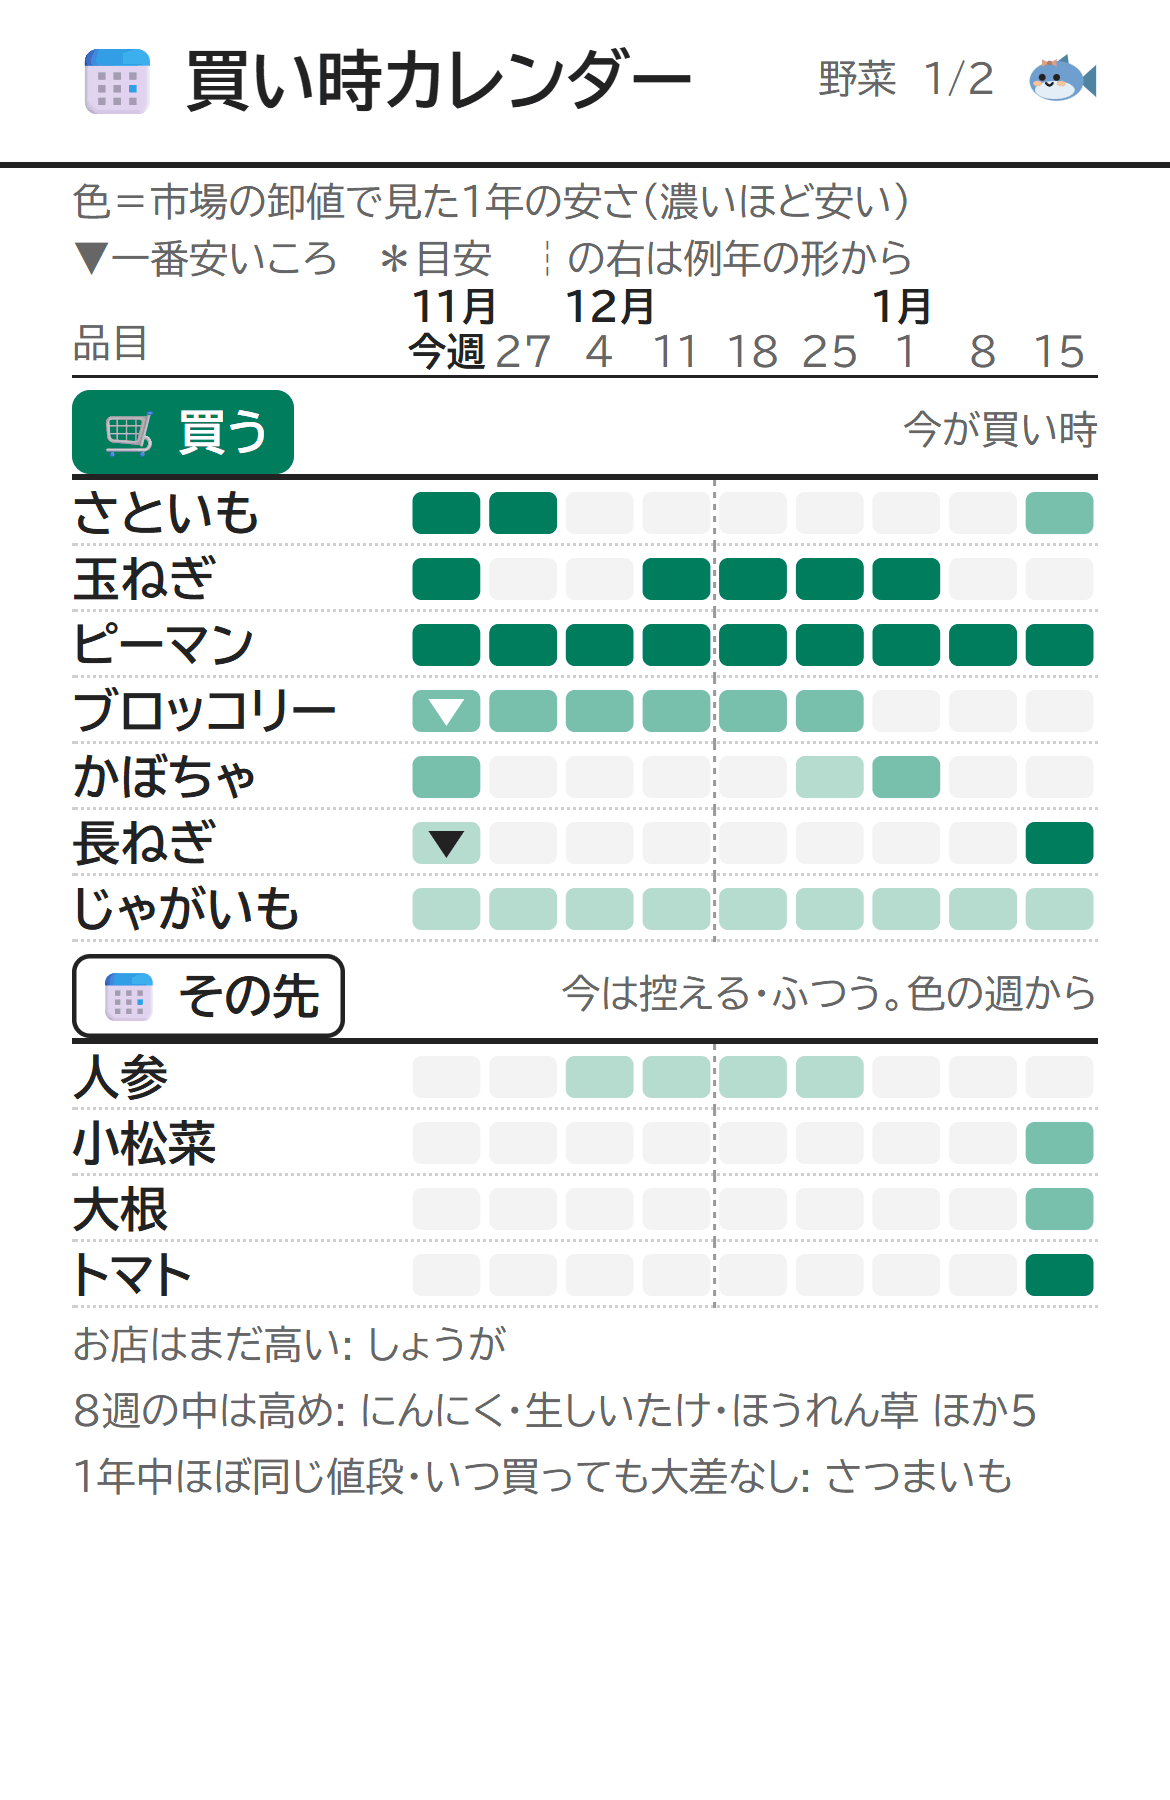 買い時カレンダー 野菜 1/2
色＝市場の卸値で見た1年の安さ（濃いほど安い）
▼一番安いころ ＊目安 ┊の右は例年の形から
11月 12月 1月
品目 今週 27 4 11 18 25 1 8 15
買う 今が買い時
さといも
玉ねぎ
ピーマン
ブロッコリー
かぼちゃ
長ねぎ
じゃがいも
その先 今は控える・ふつう。色の週から
人参
小松菜
大根
トマト
お店はまだ高い: しょうが
8週の中は高め: にんにく・生しいたけ・ほうれん草 ほか5
1年中ほぼ同じ値段・いつ買っても大差なし: さつまいも